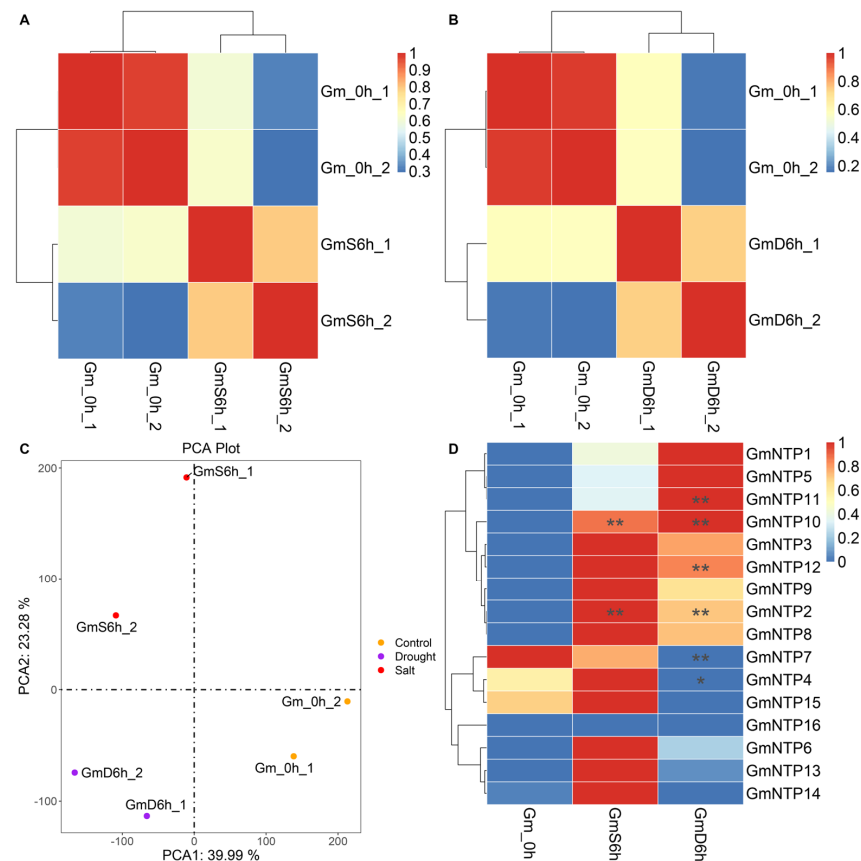 A
1
0.9
0.8
0.7
0.6
0.5
0.4
0.3
Gm_0h_1
Gm_0h_2
GmS6h_1
GmS6h_2
Gm_0h_1
Gm_0h_2
GmS6h_1
GmS6h_2
B
1
0.8
0.6
0.4
0.2
Gm_0h_1
Gm_0h_2
GmD6h_1
GmD6h_2
Gm_0h_1
Gm_0h_2
GmD6h_1
GmD6h_2
C
PCA Plot
PCA2: 23.28 %
200
100
0
-100
GmS6h_1
GmS6h_2
Gm_0h_2
Gm_0h_1
GmD6h_2
GmD6h_1
-100
0
100
200
PCA1: 39.99 %
Control
Drought
Salt
D
GmNTP1
GmNTP5
** GmNTP11
** ** GmNTP10
GmNTP3
** GmNTP12
GmNTP9
** ** GmNTP2
GmNTP8
** GmNTP7
* GmNTP4
GmNTP15
GmNTP16
GmNTP6
GmNTP13
GmNTP14
1
0.8
0.6
0.4
0.2
0
Gm_0h
GmS6h
GmD6h